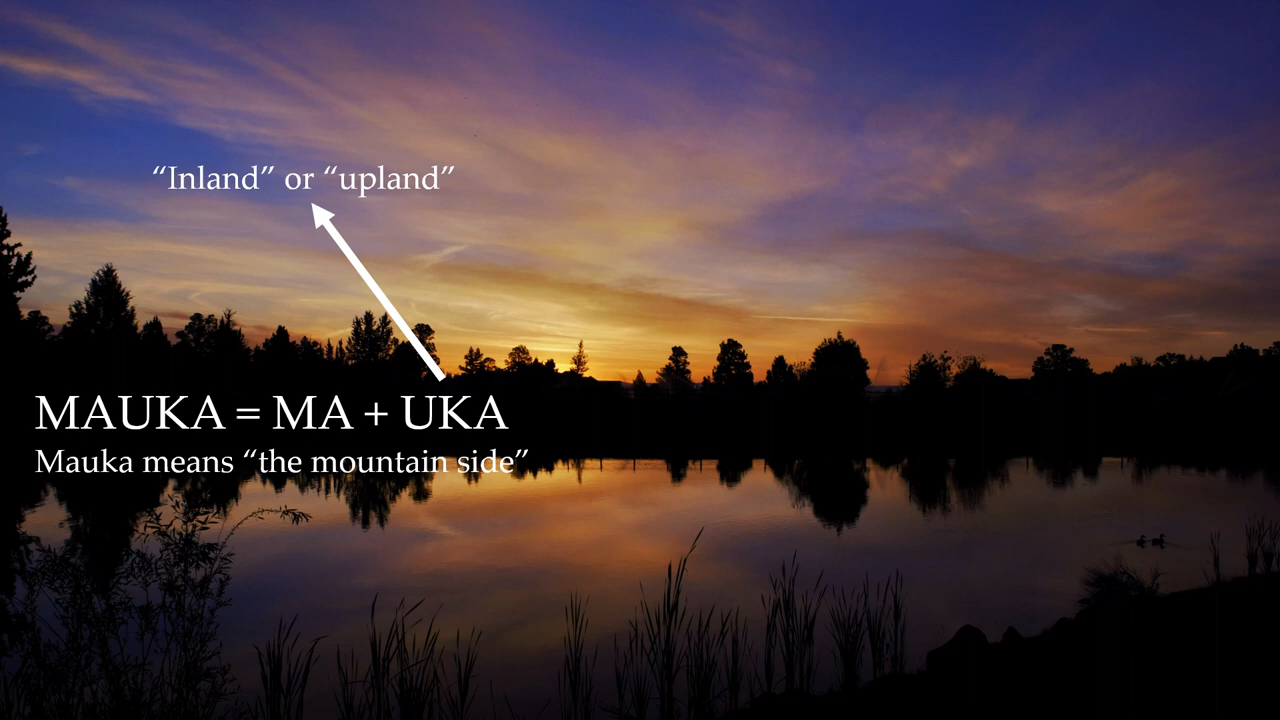 “Inland” or “upland”
MAUKA = MA + UKA
Mauka means “the mountain side”